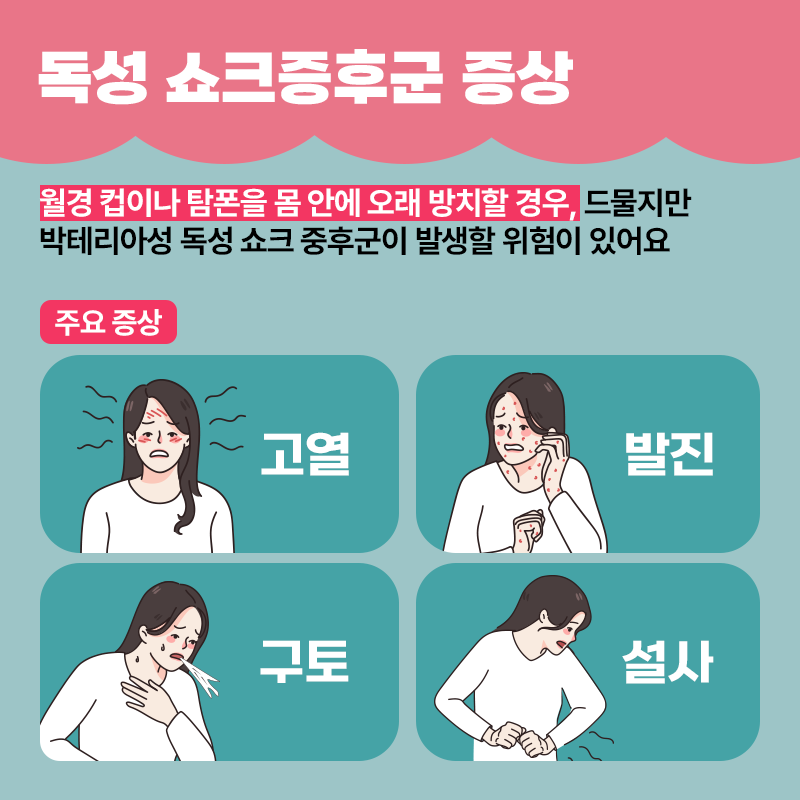 독성 쇼크증후군 증상
월경 컵이나 탐폰을 몸 안에 오래 방치할 경우, 드물지만
박테리아성 독성 쇼크 중후군이 발생할 위험이 있어요
주요 증상
고열
발진
구토
설사